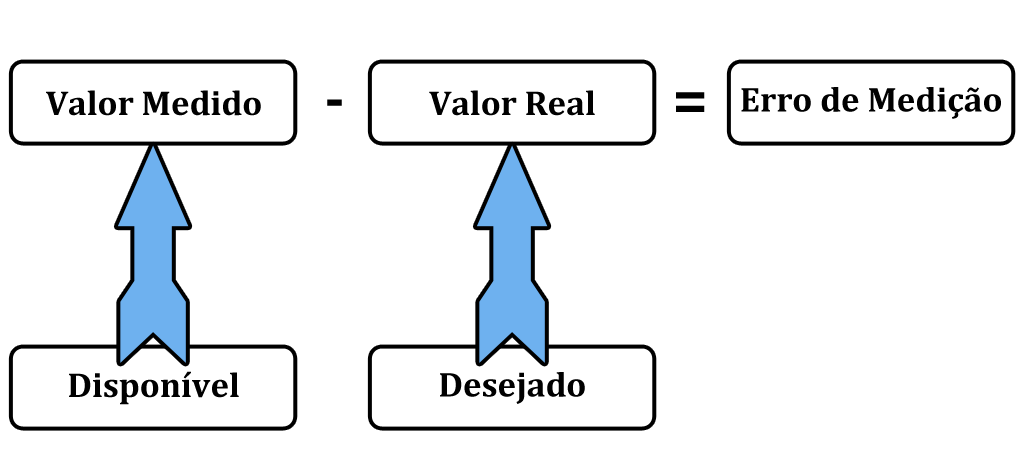 Valor Medido - Valor Real = Erro de Medição
Disponível Desejado